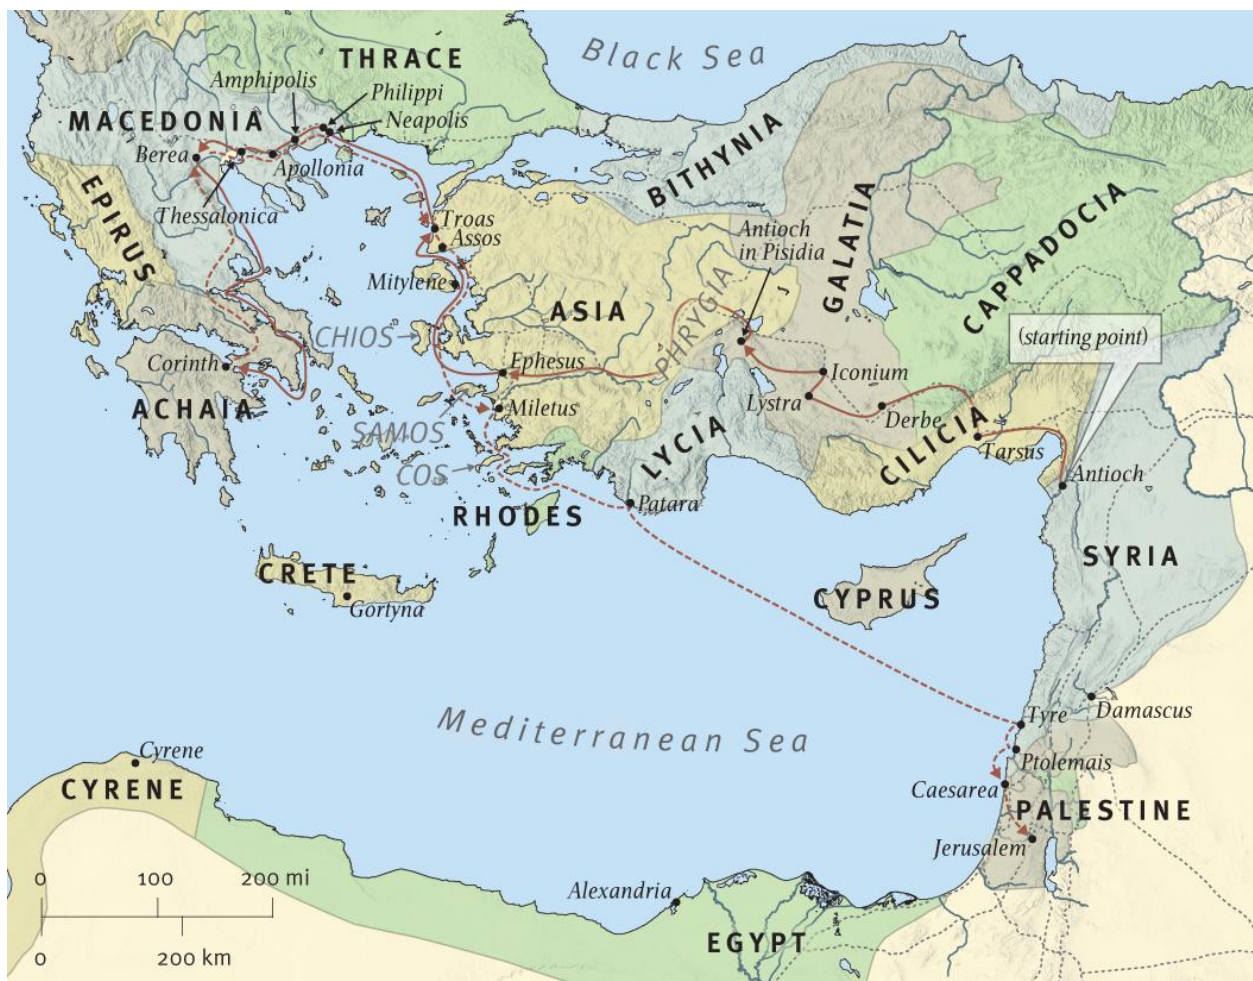 Black Sea
THRACE
Amphipolis
Philippi
Neapolis
MACEDONIA
Berea
Apollonia
Thessalonica
EPIRUS
BITHYNIA
GALATIA
CAPPADOCIA
Troas
Assos
Antioch
in Pisidia
Mitylene
ASIA
PHRYGIA
CHIOS
(starting point)
Corinth
Ephesus
Iconium
ACHAIA
Miletus
Lystra
Derbe
SAMOS
LYCIA
CILICIA
Tarsus
COS
Antioch
Patara
RHODES
SYRIA
CRETE
Gortyna
CYPRUS
Mediterranean Sea
Tyre
Damascus
Cyrene
Ptolemais
CYRENE
Caesarea
PALESTINE
Jerusalem
0 100 200 mi
Alexandria
EGYPT
0 200 km